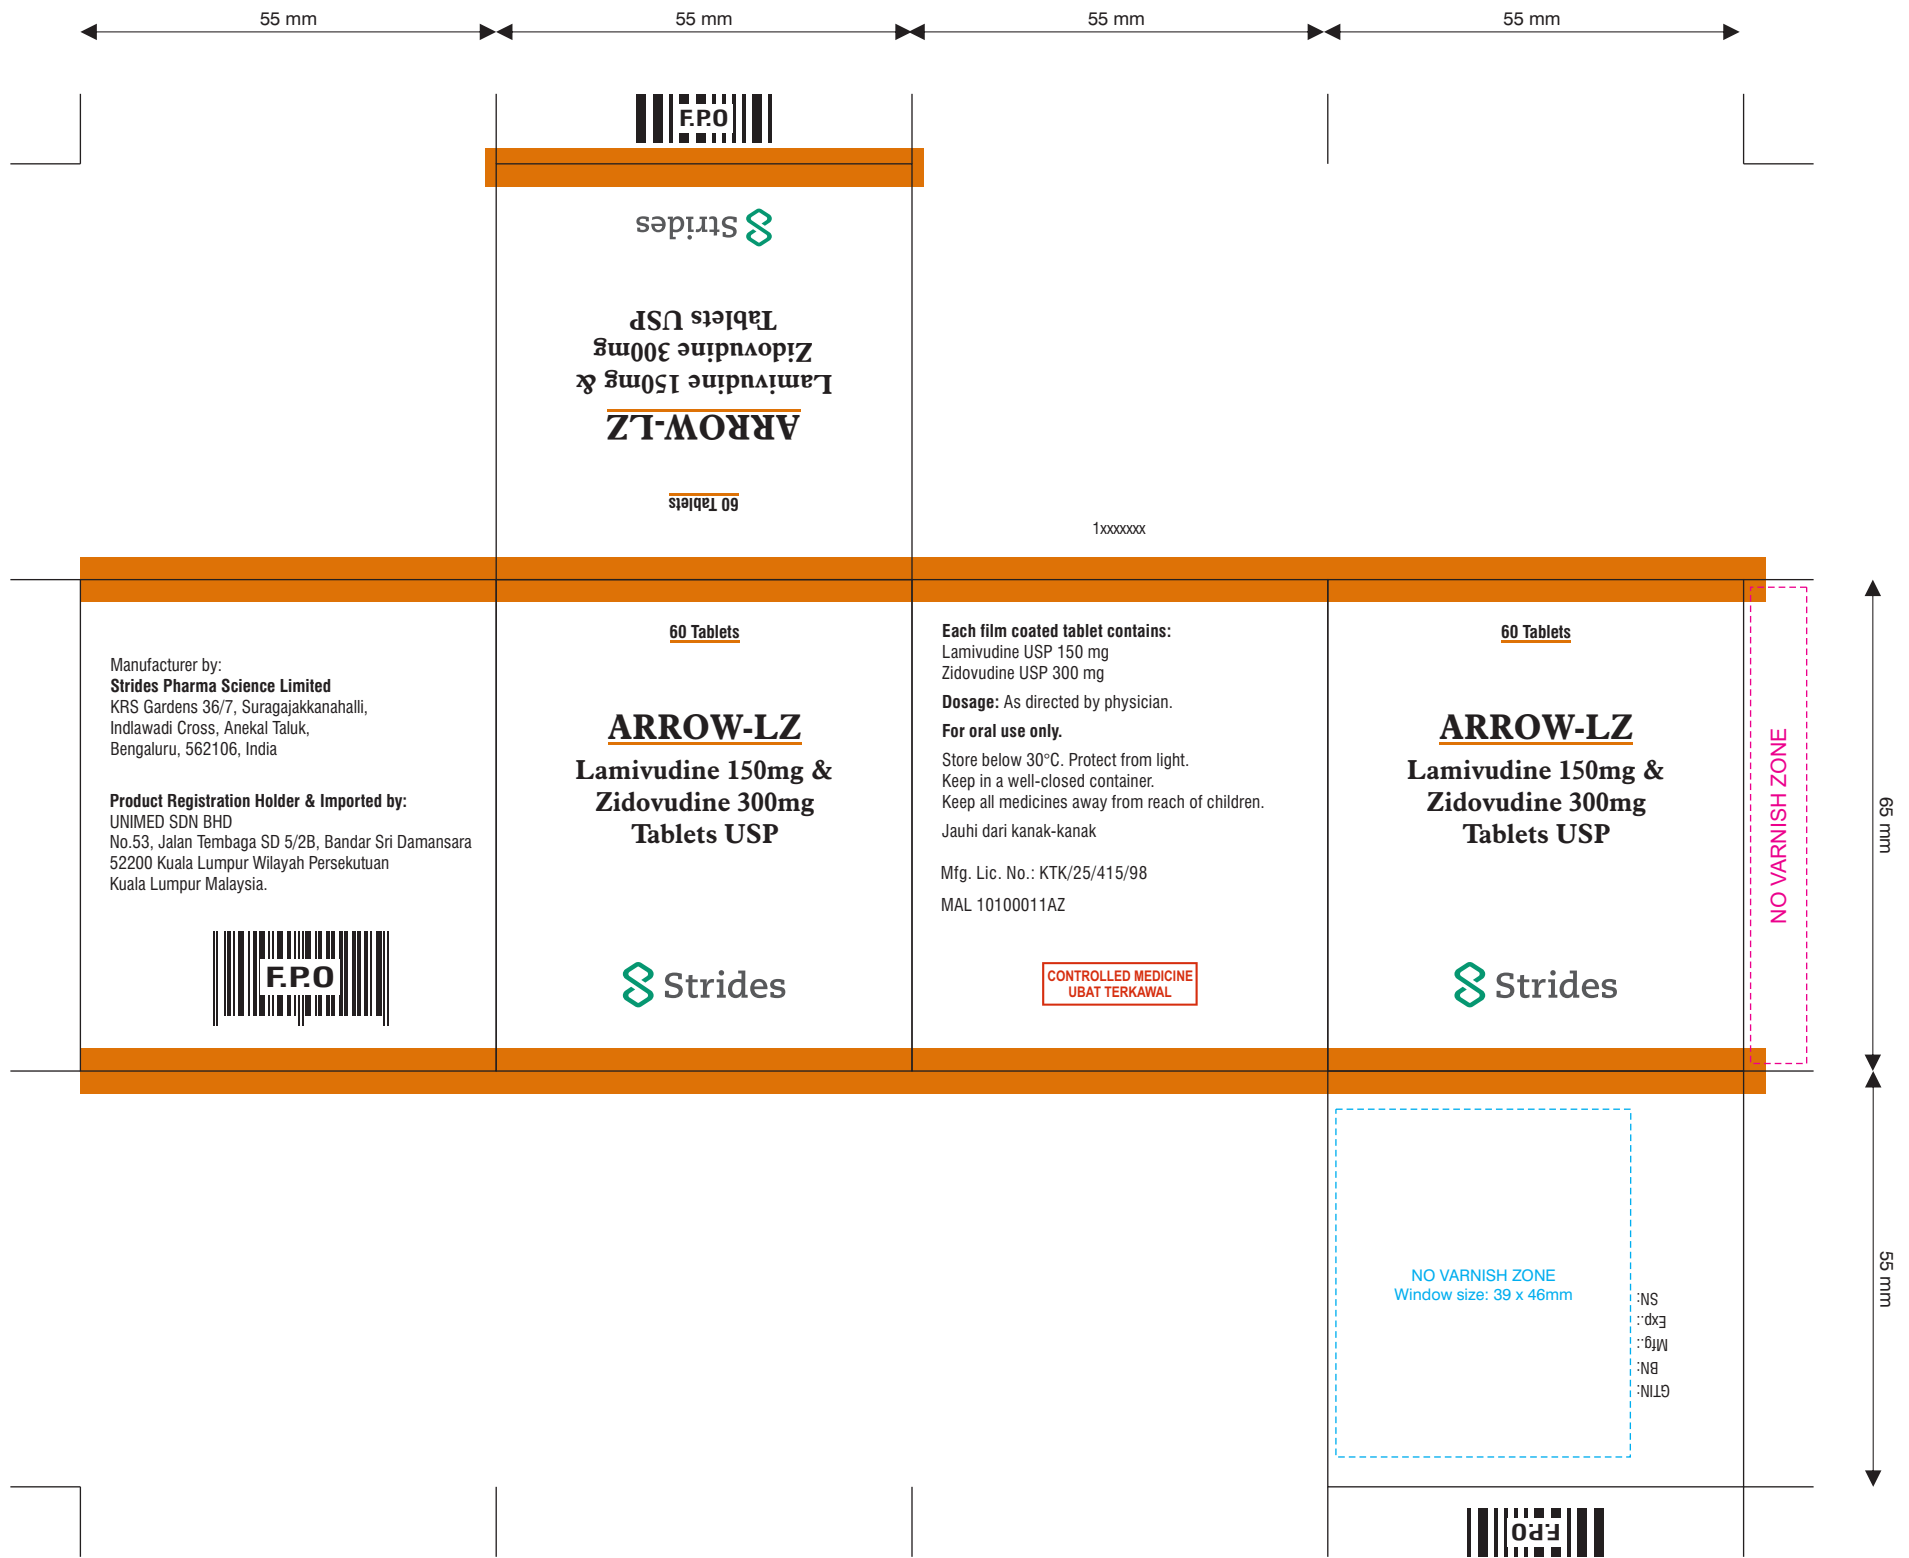 55 mm
55 mm
55 mm
55 mm
F.P.O
Strides
Tablets USP
Zidovudine 300mg
Lamivudine 150mg &
ARROW-LZ
60 Tablets
1xxxxxxx
Manufacturer by:
Strides Pharma Science Limited
KRS Gardens 36/7, Suragajakkanahalli,
Indlawadi Cross, Anekal Taluk,
Bengaluru, 562106, India
Product Registration Holder & Imported by:
UNIMED SDN BHD
No.53, Jalan Tembaga SD 5/2B, Bandar Sri Damansara
52200 Kuala Lumpur Wilayah Persekutuan
Kuala Lumpur Malaysia.
F.P.O
60 Tablets
ARROW-LZ
Lamivudine 150mg &
Zidovudine 300mg
Tablets USP
Strides
Each film coated tablet contains:
Lamivudine USP 150 mg
Zidovudine USP 300 mg
Dosage: As directed by physician.
For oral use only.
Store below 30°C. Protect from light.
Keep in a well-closed container.
Keep all medicines away from reach of children.
Jauhi dari kanak-kanak
Mfg. Lic. No.: KTK/25/415/98
MAL 10100011AZ
CONTROLLED MEDICINE
UBAT TERKAWAL
60 Tablets
ARROW-LZ
Lamivudine 150mg &
Zidovudine 300mg
Tablets USP
Strides
NO VARNISH ZONE
65 mm
55 mm
NO VARNISH ZONE
Window size: 39 x 46mm
SN:
Exp.:
Mfg.:
BN:
GTIN:
F.P.O